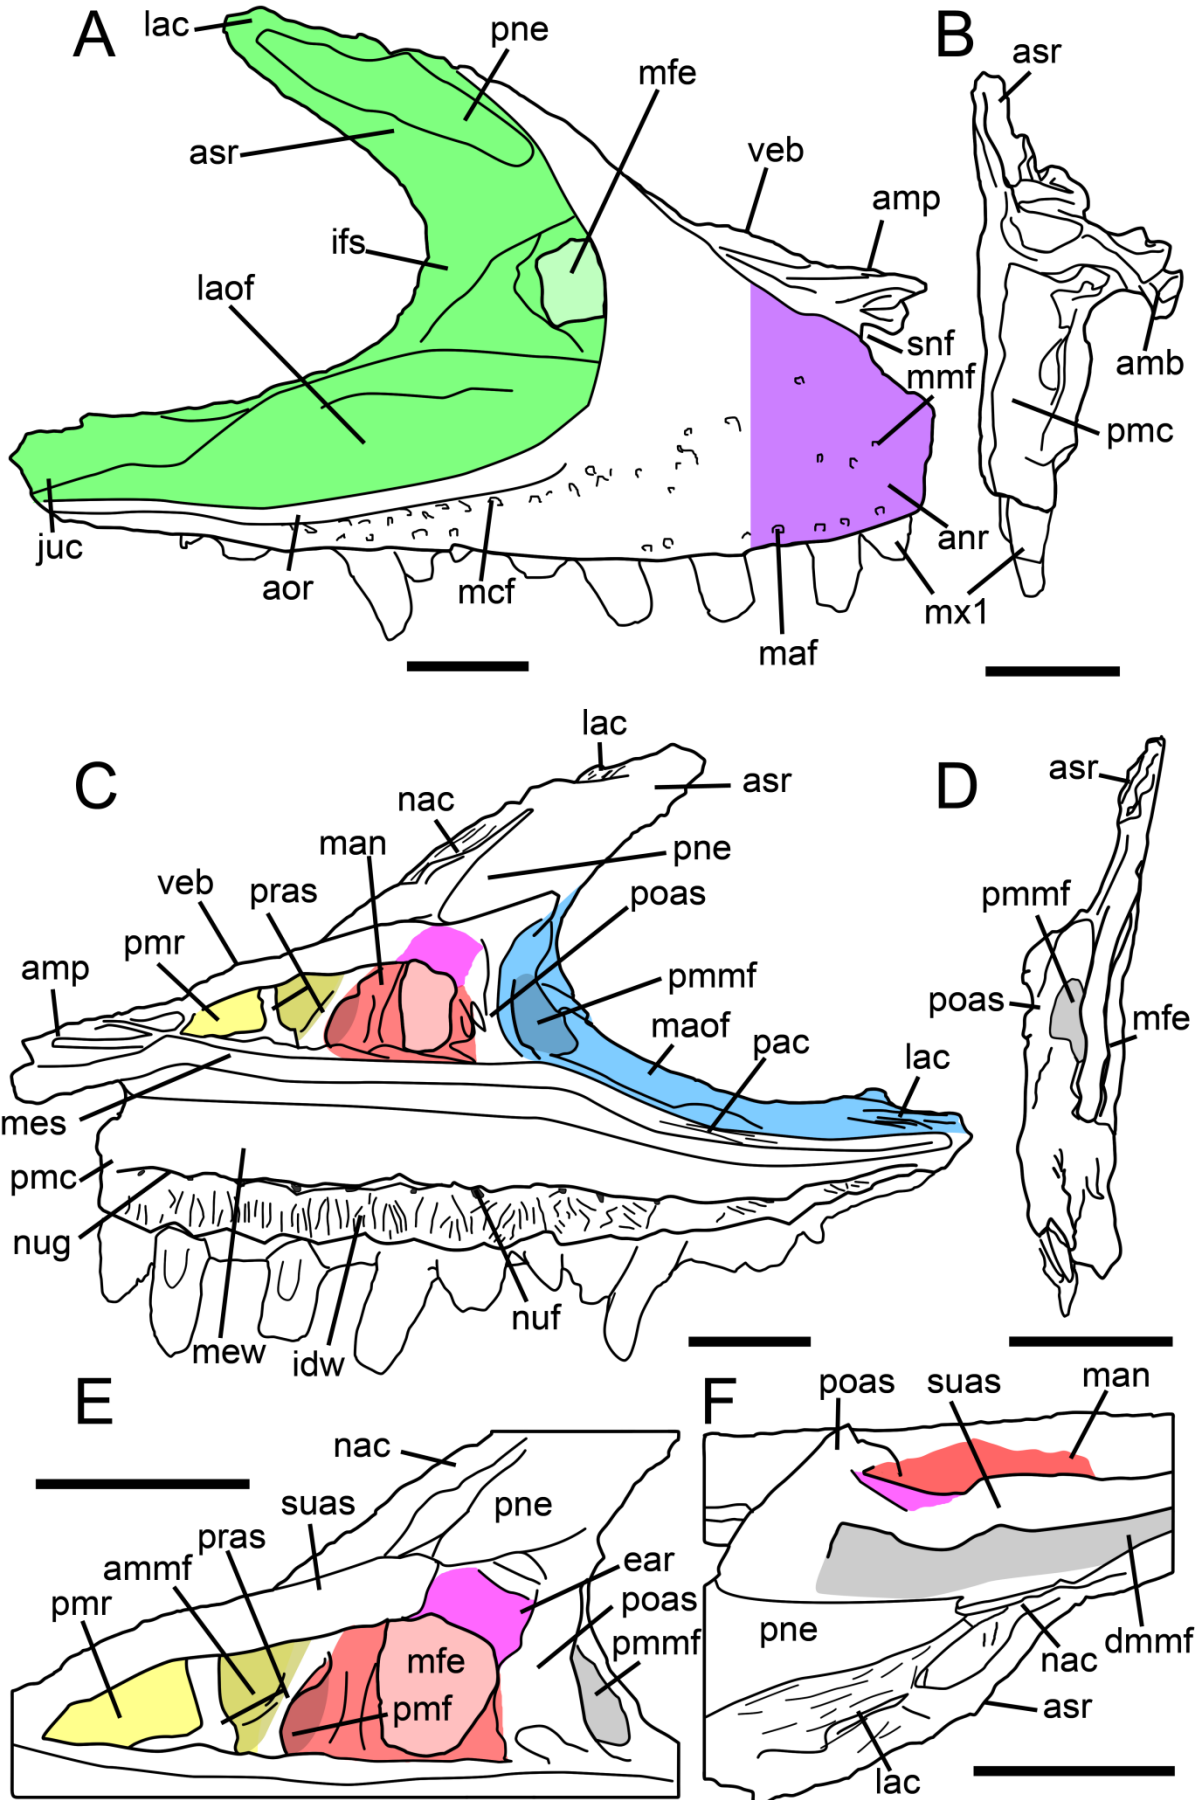 A
lac
pne
mfe
asr
veb
amp
ifs
laof
snf
mmf
juc
aor
mcf
anr
mx1
maf
B
asr
amb
pmc
C
lac
asr
nac
man
pne
veb
pras
poas
pmr
amp
pmmf
maof
pac
lac
mes
pmc
nug
nuf
mew
idw
D
asr
pmmf
poas
mfe
E
nac
suas
pne
pras
ammf
ear
pmr
poas
pmmf
mfe
pmf
F
poas
suas
man
pne
dmmf
nac
asr
lac